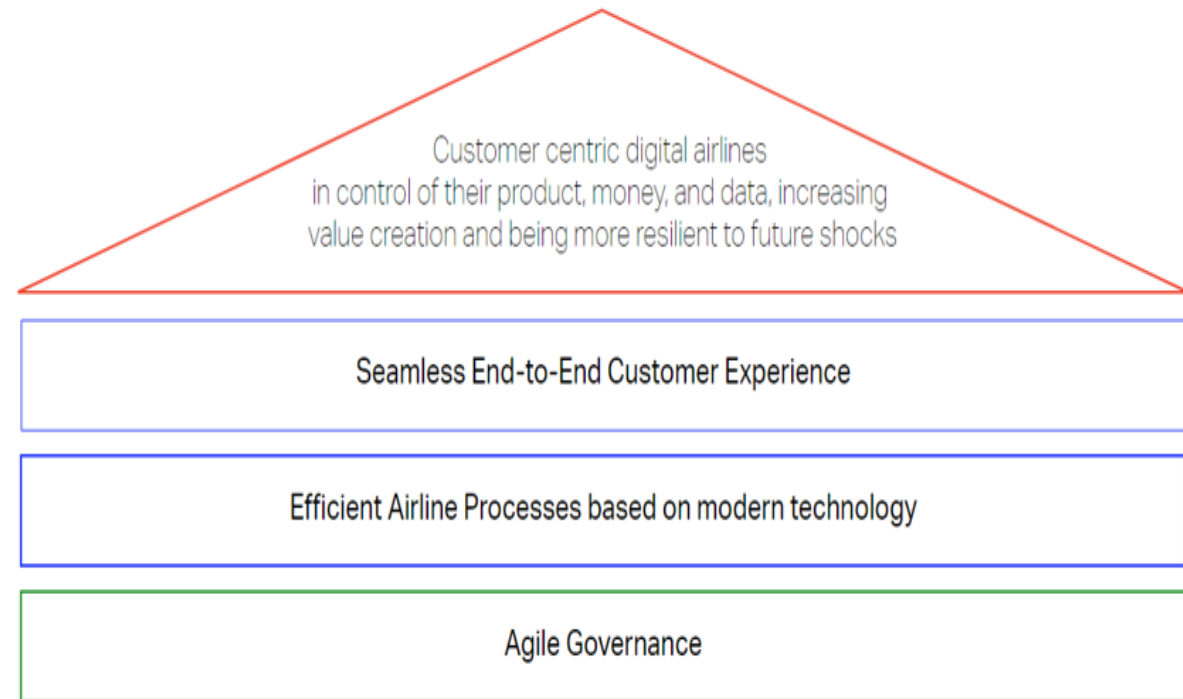 Customer centric digital airlines
in control of their product, money, and data, increasing
value creation and being more resilient to future shocks
Seamless End-to-End Customer Experience
Efficient Airline Processes based on modern technology
Agile Governance